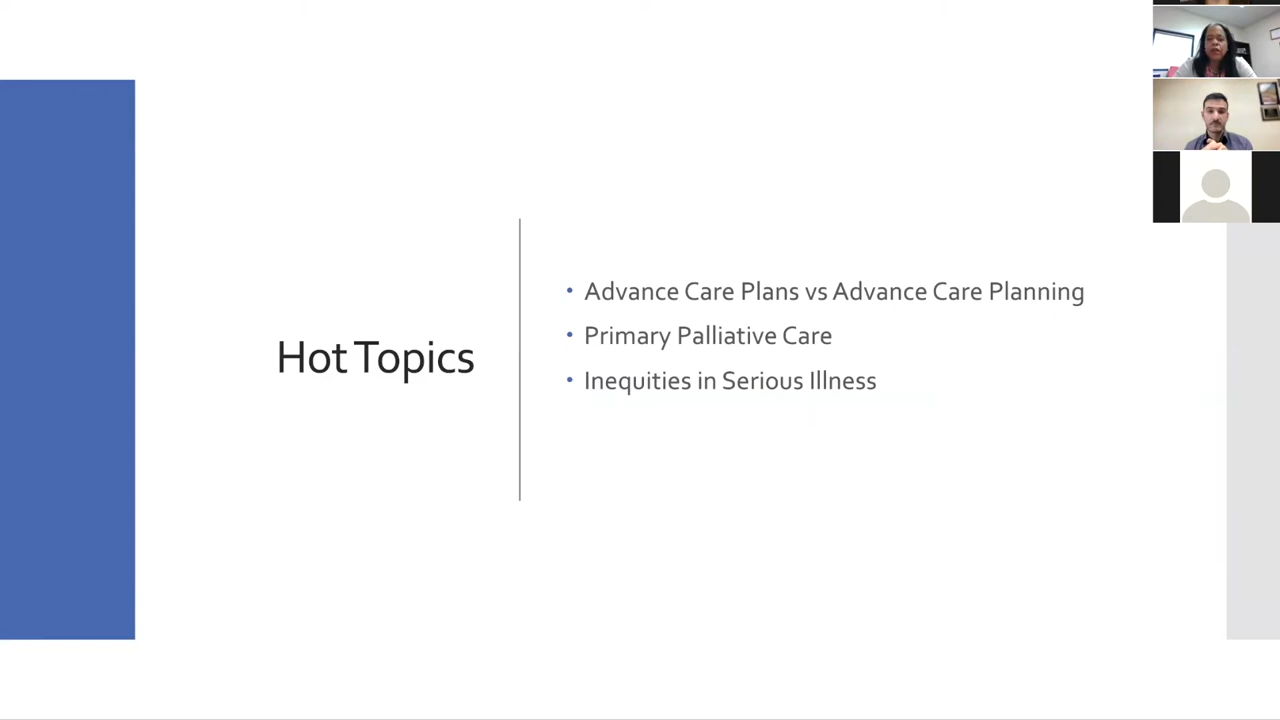 Hot Topics
Advance Care Plans vs Advance Care Planning
Primary Palliative Care
Inequities in Serious Illness